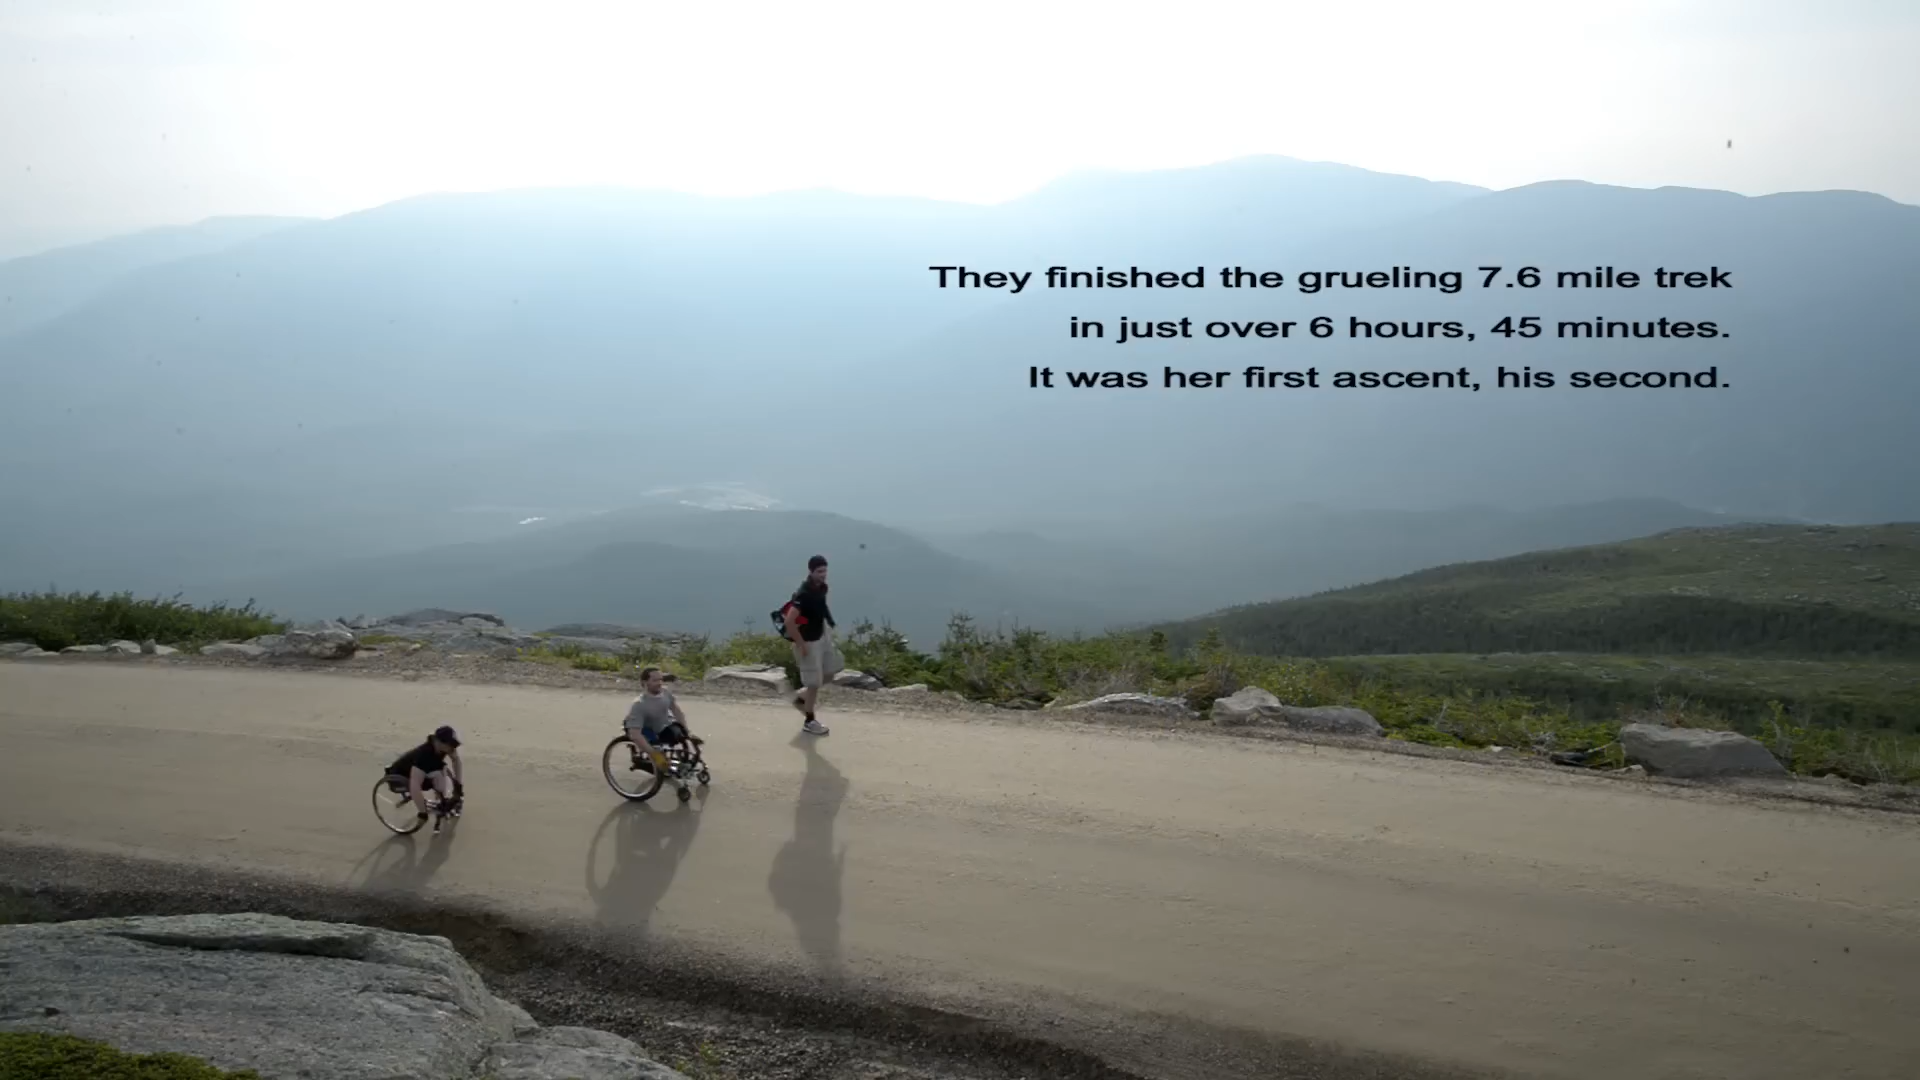 They finished the grueling 7.6 mile trek
in just over 6 hours, 45 minutes.
It was her first ascent, his second.